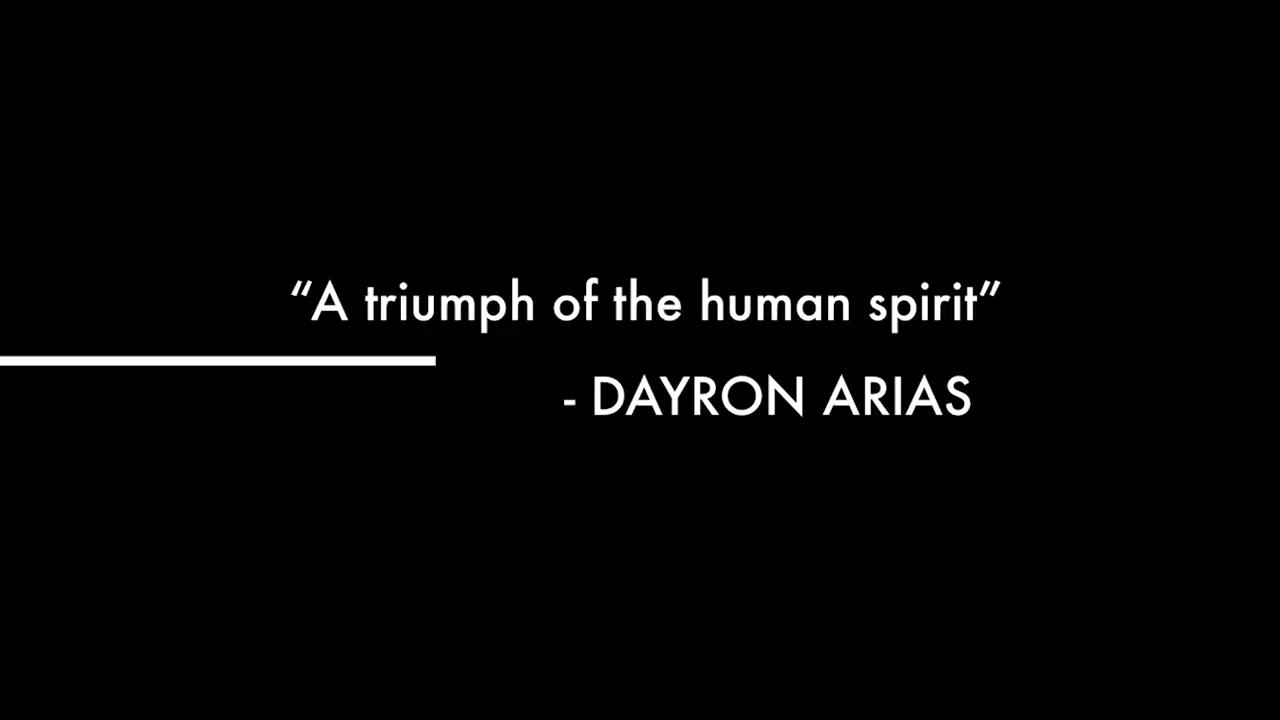 “A triumph of the human spirit”
- DAYRON ARIAS